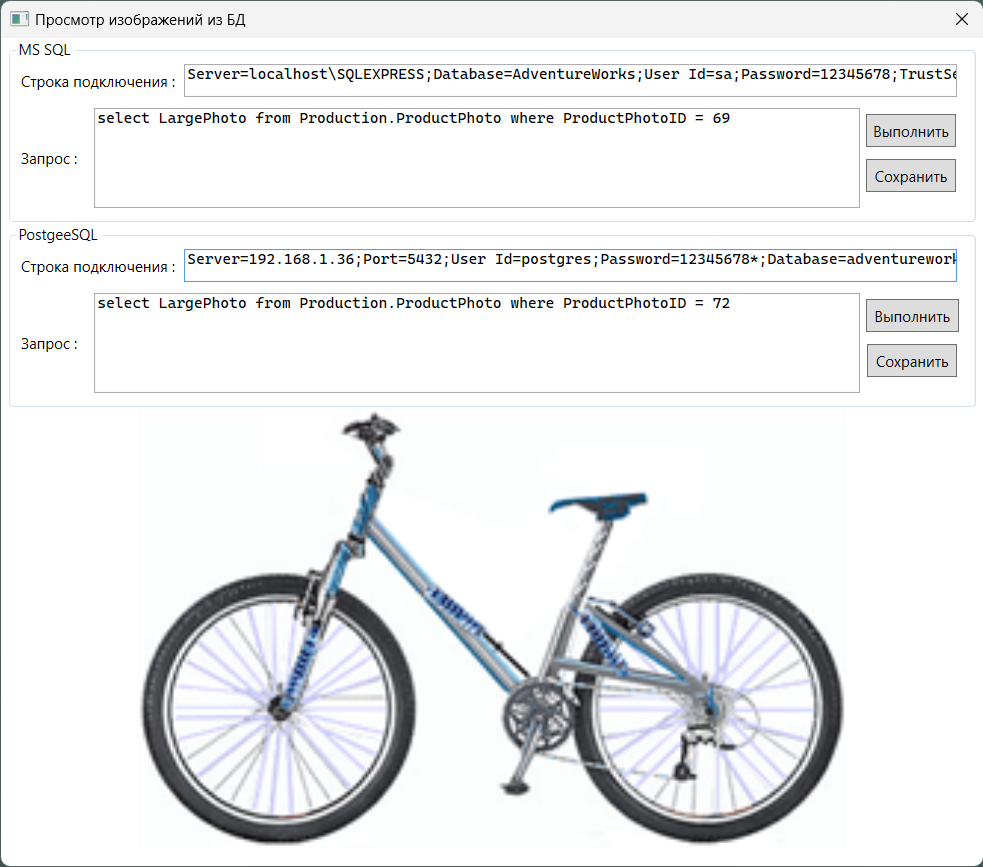 Просмотр изображений из БД
MS SQL
Строка подключения :
Server=localhost\SQLEXPRESS;Database=AdventureWorks;User Id=sa;Password=12345678;TrustSe
Запрос :
select LargePhoto from Production.ProductPhoto where ProductPhotoID = 69
Выполнить
Сохранить
PostgeeSQL
Строка подключения :
Server=192.168.1.36;Port=5432;User Id=postgres;Password=12345678*;Database=adventurework
Запрос :
select LargePhoto from Production.ProductPhoto where ProductPhotoID = 72
Выполнить
Сохранить